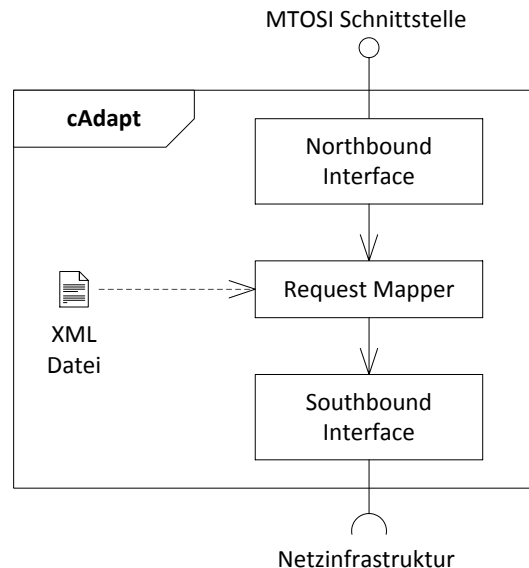 MTOSI Schnittstelle
cAdapt
Northbound
Interface
Request Mapper
XML
Datei
Southbound
Interface
Netzinfrastruktur